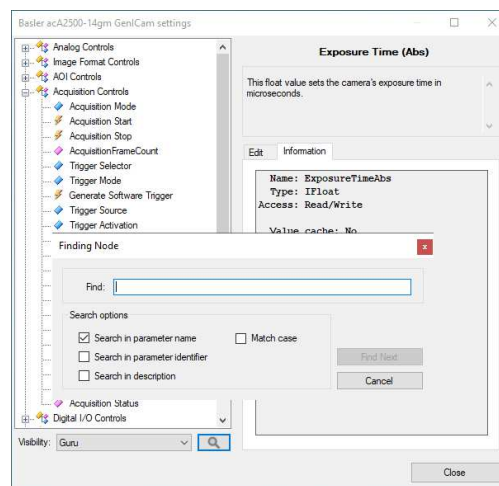 Basler acA2500-14gm GenICam settings
Analog Controls
Image Format Controls
AOI Controls
Acquisition Controls
Acquisition Mode
Acquisition Start
Acquisition Stop
AcquisitionFrameCount
Trigger Selector
Trigger Mode
Generate Software Trigger
Trigger Source
Trigger Activation
Exposure Time (Abs)
This float value sets the camera's exposure time in
microseconds.
Edit Information
Name: ExposureTimeAbs
Type: IFloat
Access: Read/Write
Value cache: No
Finding Node
x
Find:
Search options
Search in parameter name
Match case
Search in parameter identifier
Search in description
Find Next
Cancel
Acquisition Status
Digital I/O Controls
Visibility: Guru
Close